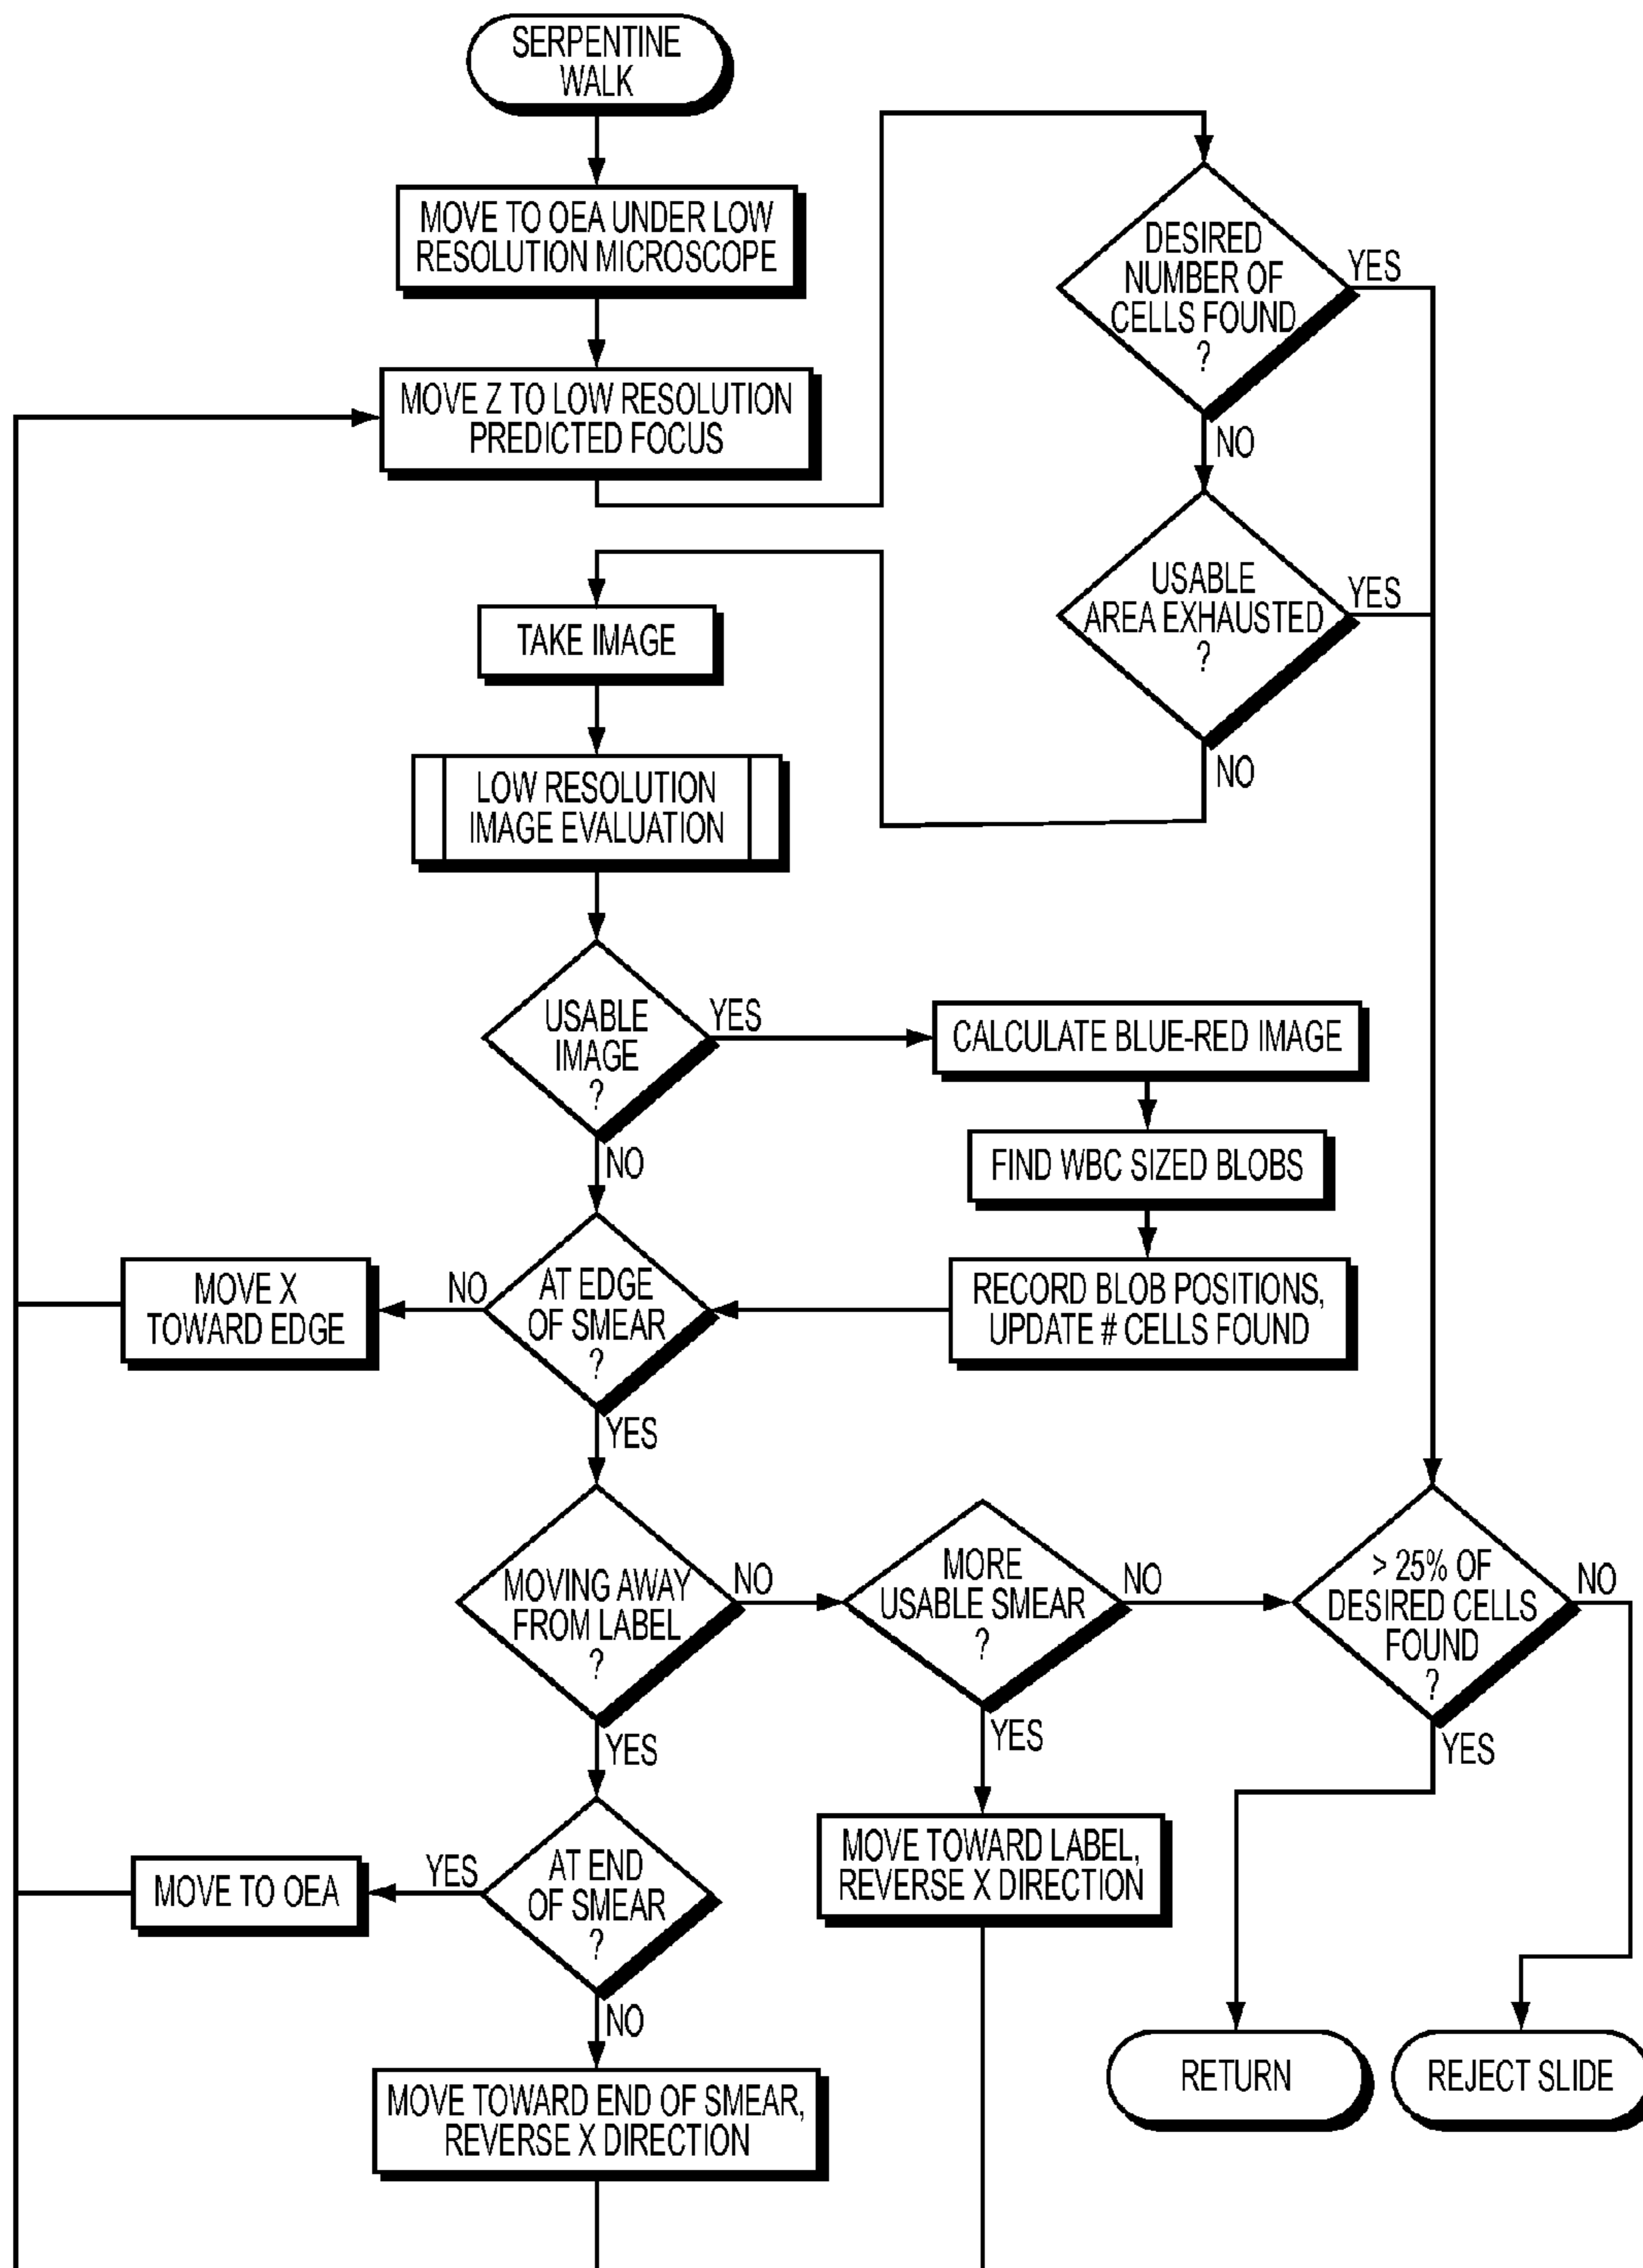 SERPENTINE
WALK
MOVE TO OEA UNDER LOW
RESOLUTION MICROSCOPE
MOVE Z TO LOW RESOLUTION
PREDICTED FOCUS
DESIRED
NUMBER OF
CELLS FOUND
?
YES
NO
USABLE
AREA EXHAUSTED
?
YES
NO
TAKE IMAGE
LOW RESOLUTION
IMAGE EVALUATION
USABLE
IMAGE
?
YES
NO
CALCULATE BLUE-RED IMAGE
FIND WBC SIZED BLOBS
RECORD BLOB POSITIONS,
UPDATE # CELLS FOUND
AT EDGE
OF SMEAR
?
NO
YES
MOVE X
TOWARD EDGE
MOVING AWAY
FROM LABEL
?
NO
YES
MORE
USABLE SMEAR
?
NO
YES
> 25% OF
DESIRED CELLS
FOUND
?
NO
YES
MOVE TOWARD LABEL,
REVERSE X DIRECTION
AT END
OF SMEAR
?
YES
NO
MOVE TO OEA
MOVE TOWARD END OF SMEAR,
REVERSE X DIRECTION
RETURN
REJECT SLIDE